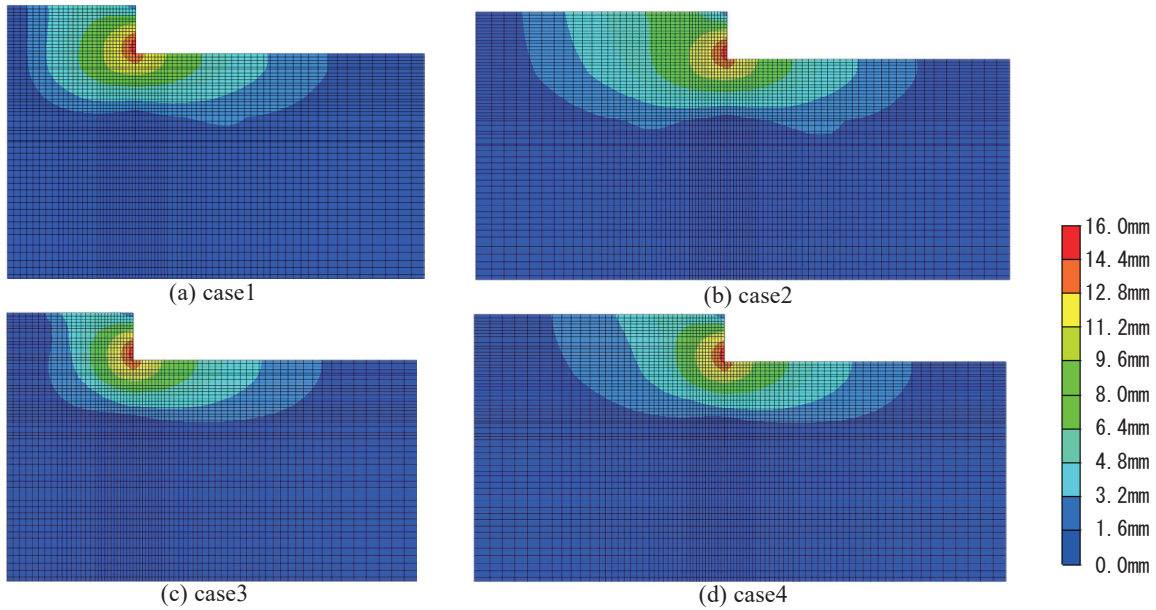 (a) case1
(b) case2
16.0mm
14.4mm
12.8mm
11.2mm
9.6mm
8.0mm
6.4mm
4.8mm
3.2mm
1.6mm
0.0mm
(c) case3
(d) case4